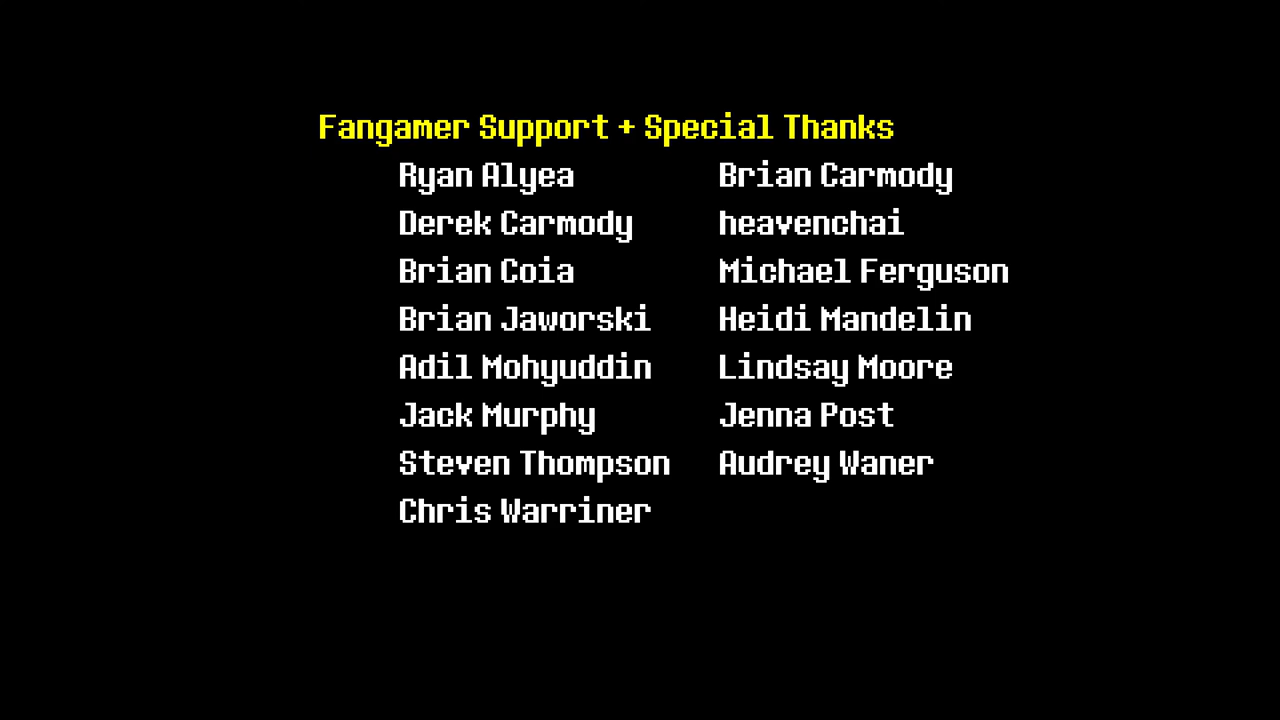 Fangamer Support + Special Thanks
Ryan Alyea Brian Carmody
Derek Carmody heavenchai
Brian Coia Michael Ferguson
Brian Jaworski Heidi Mandelin
Adil Mohyuddin Lindsay Moore
Jack Murphy Jenna Post
Steven Thompson Audrey Waner
Chris Warriner